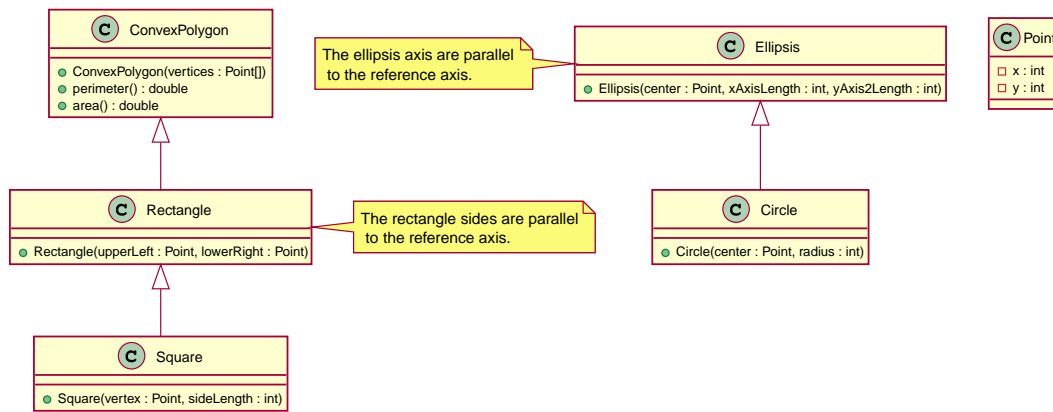 C ConvexPolygon
ConvexPolygon(vertices : Point[])
perimeter() : double
area() : double
The ellipsis axis are parallel
to the reference axis.
C Ellipsis
Ellipsis(center : Point, xAxisLength : int, yAxis2Length : int)
C Point
x : int
y : int
C Rectangle
Rectangle(upperLeft : Point, lowerRight : Point)
The rectangle sides are parallel
to the reference axis.
C Circle
Circle(center : Point, radius : int)
C Square
Square(vertex : Point, sideLength : int)